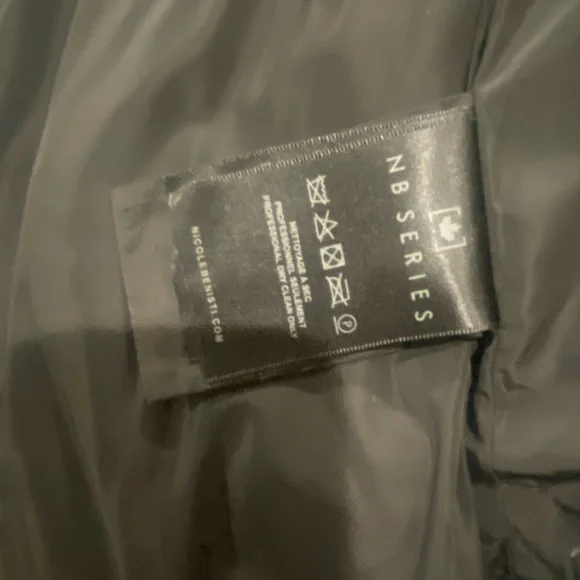 NB SERIES
P
NETTOYAGE A SEC
PROFESSIONNEL SEULEMENT
PROFESSIONAL DRY CLEAN ONLY
NICOLEBENISTI.COM